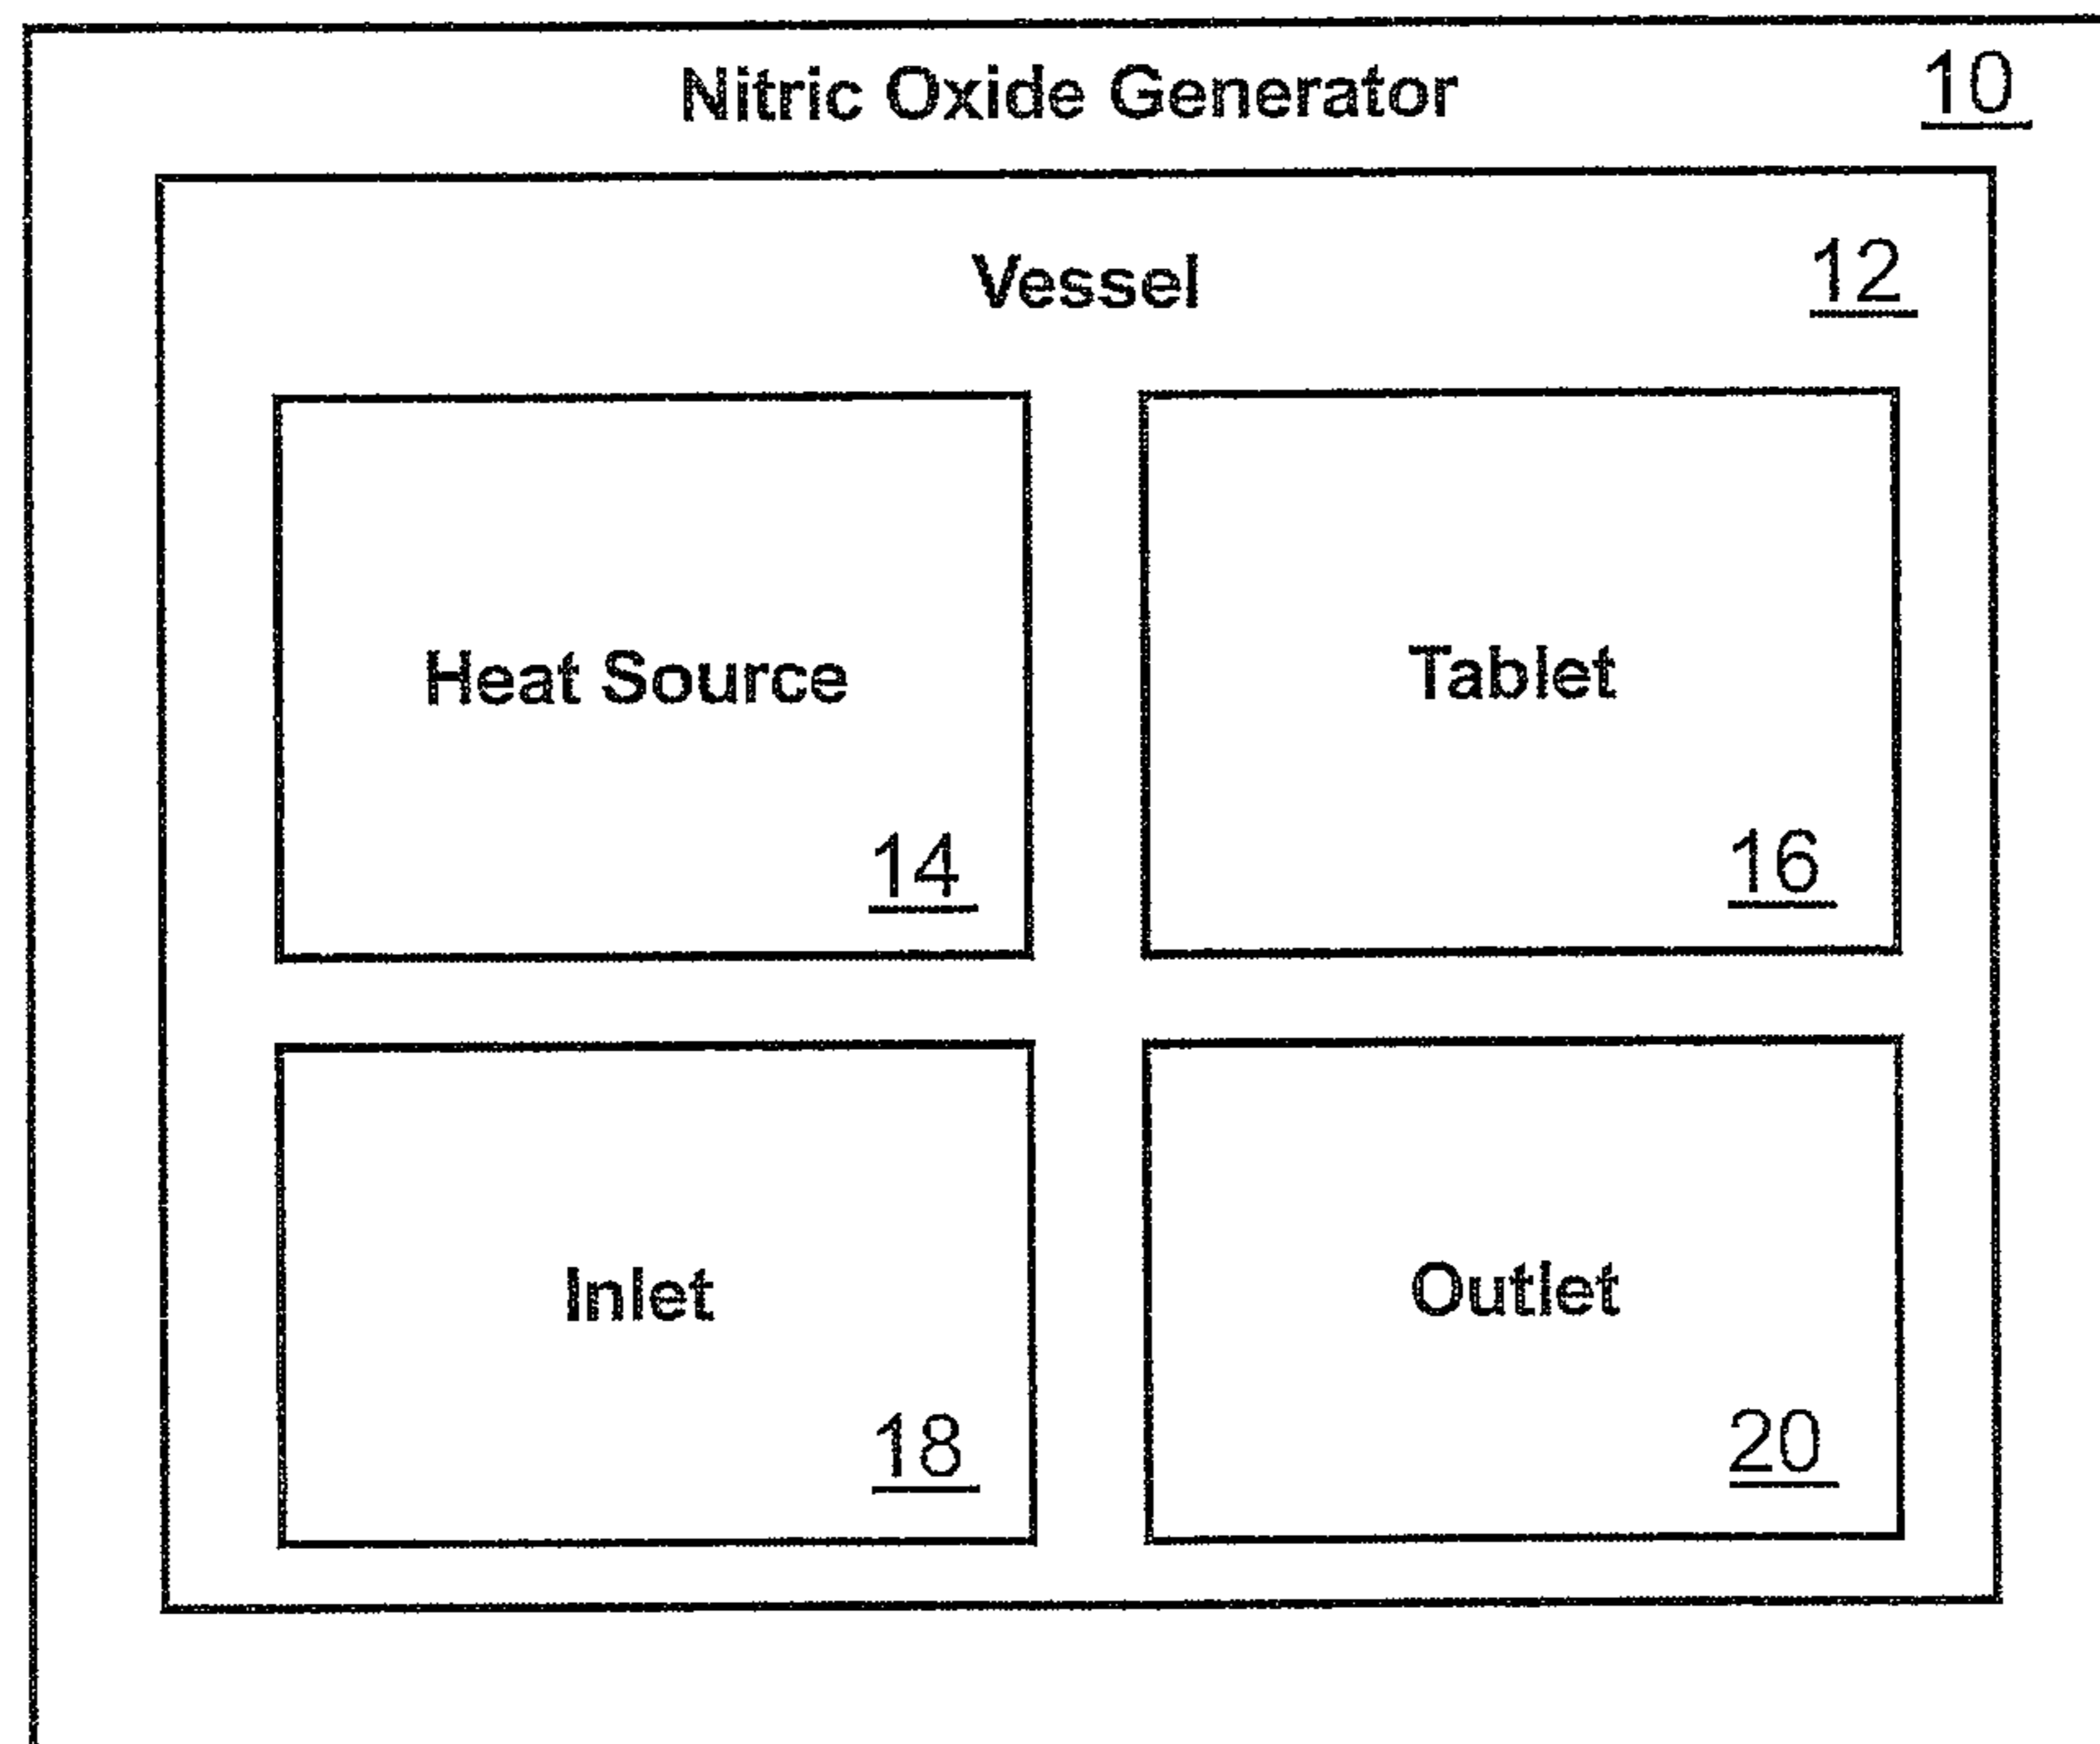 Nitric Oxide Generator 10
Vessel 12
Heat Source
14
Tablet
16
Inlet
18
Outlet
20